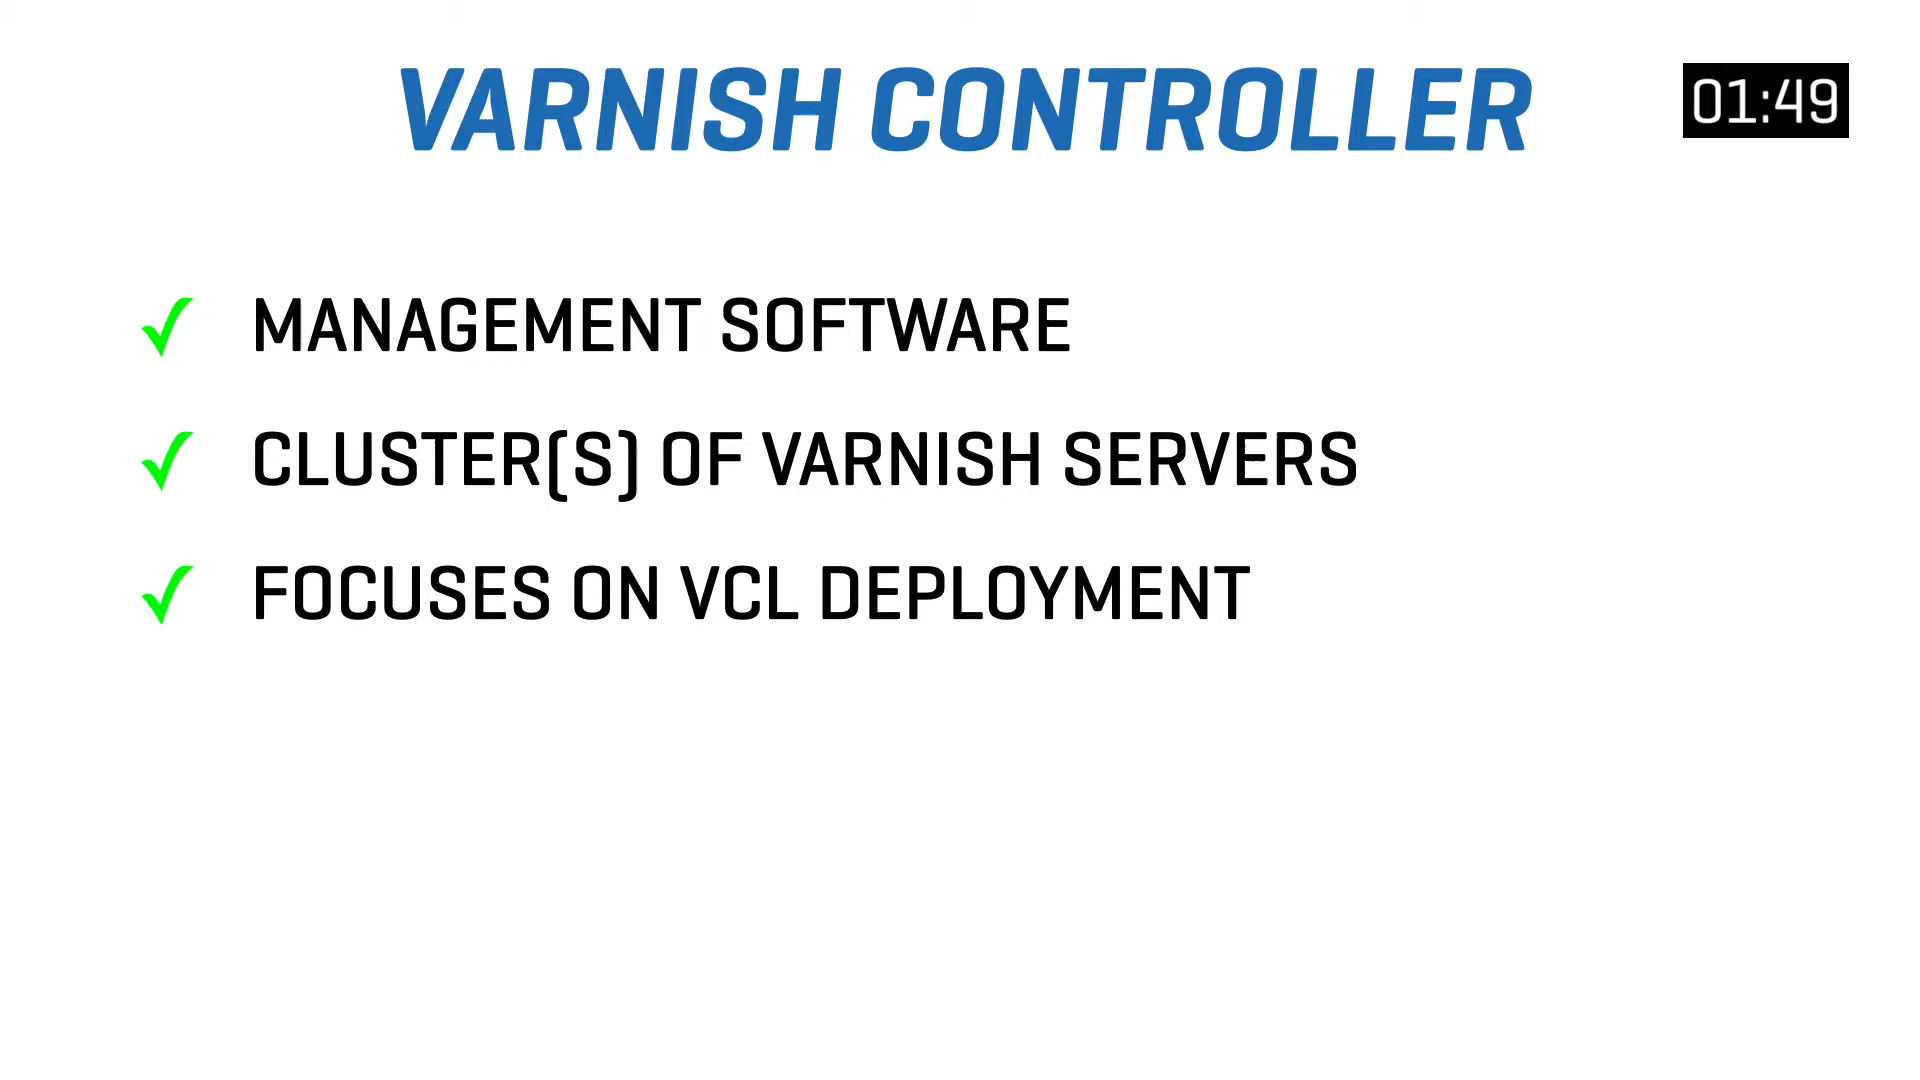 VARNISH CONTROLLER
01:49
✓ MANAGEMENT SOFTWARE
✓ CLUSTER(S) OF VARNISH SERVERS
✓ FOCUSES ON VCL DEPLOYMENT